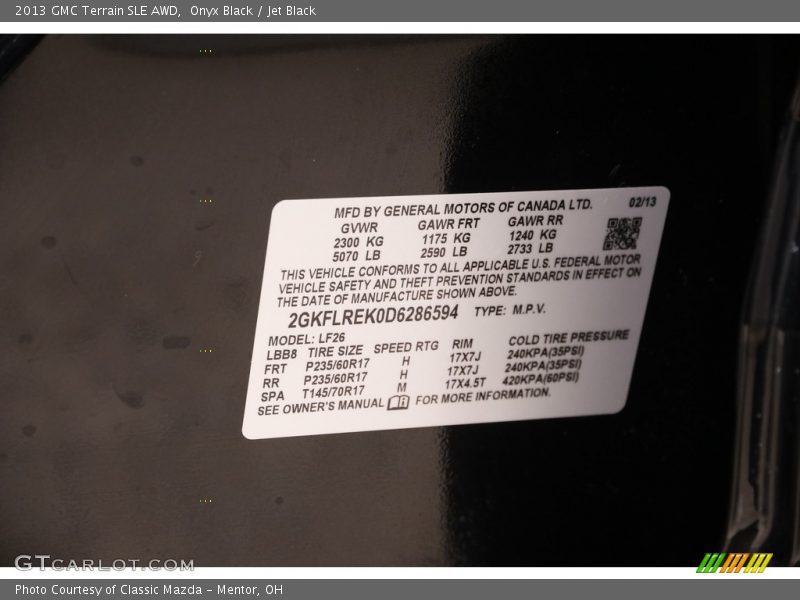 2013 GMC Terrain SLE AWD, Onyx Black / Jet Black
MFD BY GENERAL MOTORS OF CANADA LTD. 02/13
GVWR GAWR FRT GAWR RR
2300 KG 1175 KG 1240 KG
5070 LB 2590 LB 2733 LB
THIS VEHICLE CONFORMS TO ALL APPLICABLE U.S. FEDERAL MOTOR
VEHICLE SAFETY AND THEFT PREVENTION STANDARDS IN EFFECT ON
THE DATE OF MANUFACTURE SHOWN ABOVE.
2GKFLREK0D6286594 TYPE: M.P.V.
MODEL: LF26
LBB8 TIRE SIZE SPEED RTG RIM COLD TIRE PRESSURE
FRT P235/60R17 H 17X7J 240KPA(35PSI)
RR P235/60R17 H 17X7J 240KPA(35PSI)
SPA T145/70R17 M 17X4.5T 420KPA(60PSI)
SEE OWNER'S MANUAL FOR MORE INFORMATION.
GTCARLOT.COM
Photo Courtesy of Classic Mazda - Mentor, OH